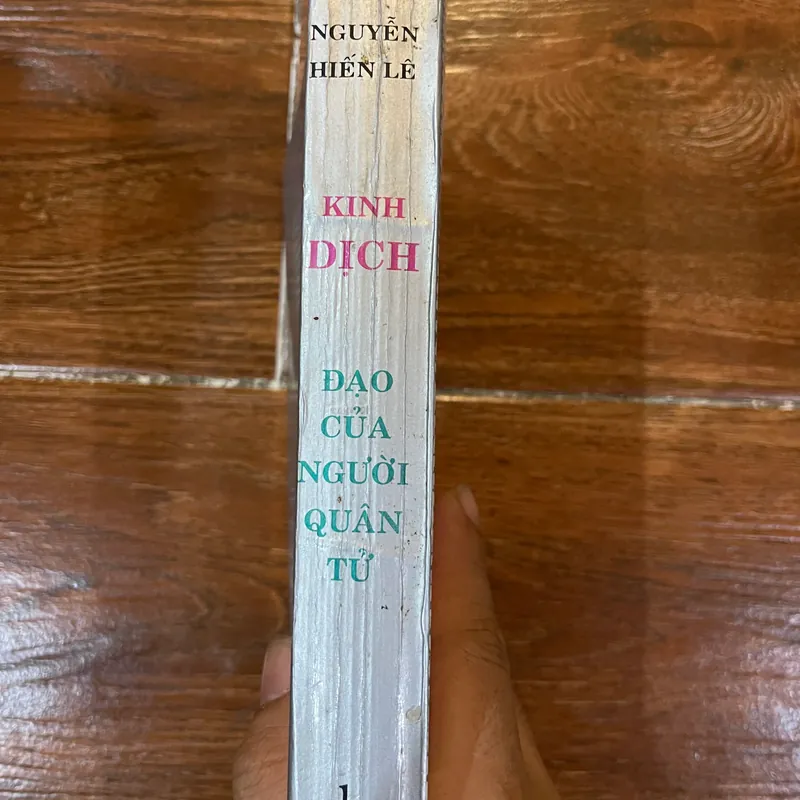 NGUYỄN
HIẾN LÊ
KINH
DỊCH
ĐẠO
CỦA
NGƯỜI
QUÂN
TỬ